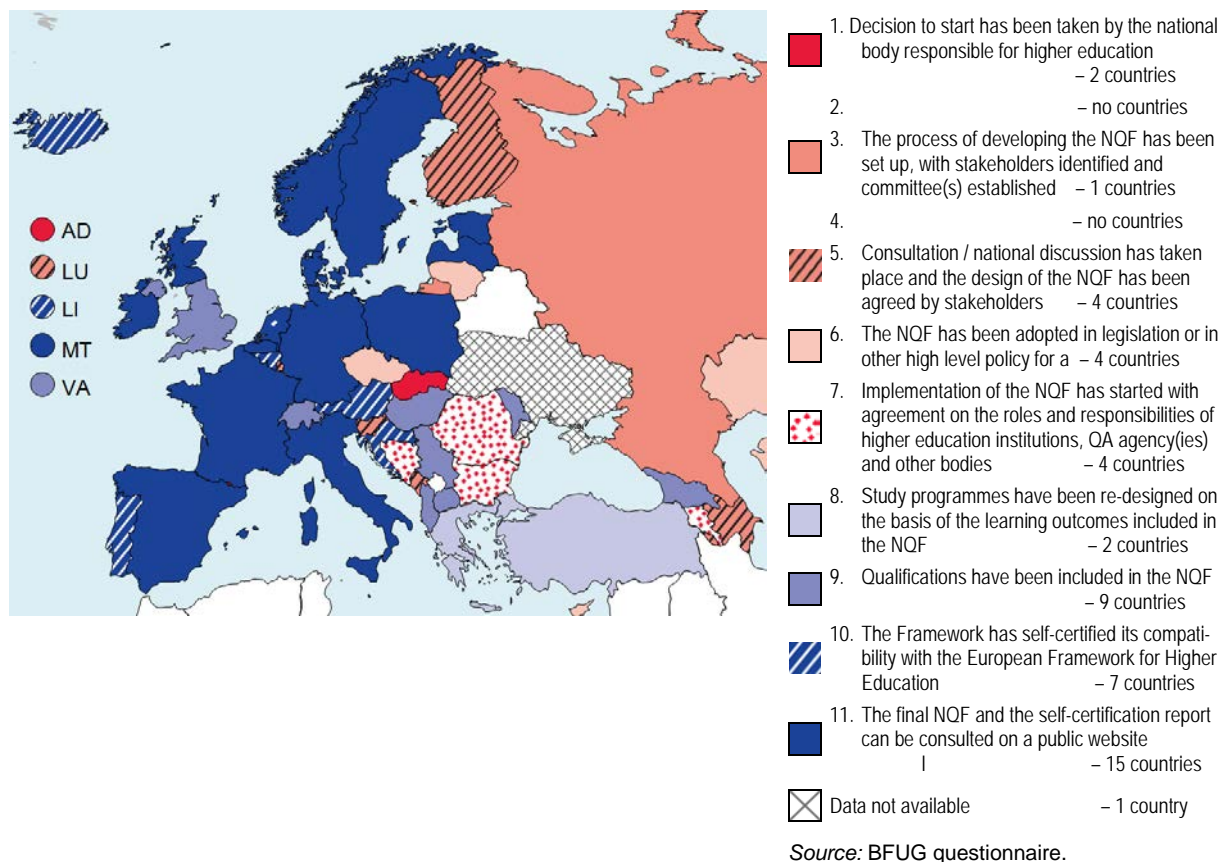 AD
LU
LI
MT
VA
1. Decision to start has been taken by the national
body responsible for higher education
– 2 countries
2. – no countries
3. The process of developing the NQF has been
set up, with stakeholders identified and
committee(s) established – 1 countries
4. – no countries
5. Consultation / national discussion has taken
place and the design of the NQF has been
agreed by stakeholders – 4 countries
6. The NQF has been adopted in legislation or in
other high level policy for a – 4 countries
7. Implementation of the NQF has started with
agreement on the roles and responsibilities of
higher education institutions, QA agency(ies)
and other bodies – 4 countries
8. Study programmes have been re-designed on
the basis of the learning outcomes included in
the NQF – 2 countries
9. Qualifications have been included in the NQF
– 9 countries
10. The Framework has self-certified its compati-
bility with the European Framework for Higher
Education – 7 countries
11. The final NQF and the self-certification report
can be consulted on a public website
l – 15 countries
Data not available – 1 country
Source: BFUG questionnaire.